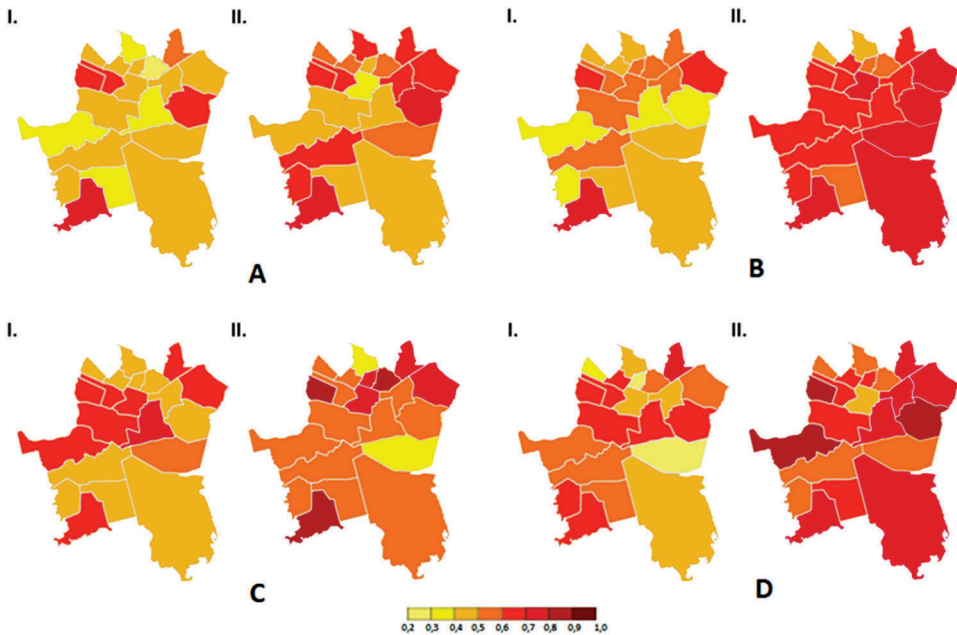 I. II. I. II.
A B
I. II. I. II.
C D
0,2 0,3 0,4 0,5 0,6 0,7 0,8 0,9 1,0